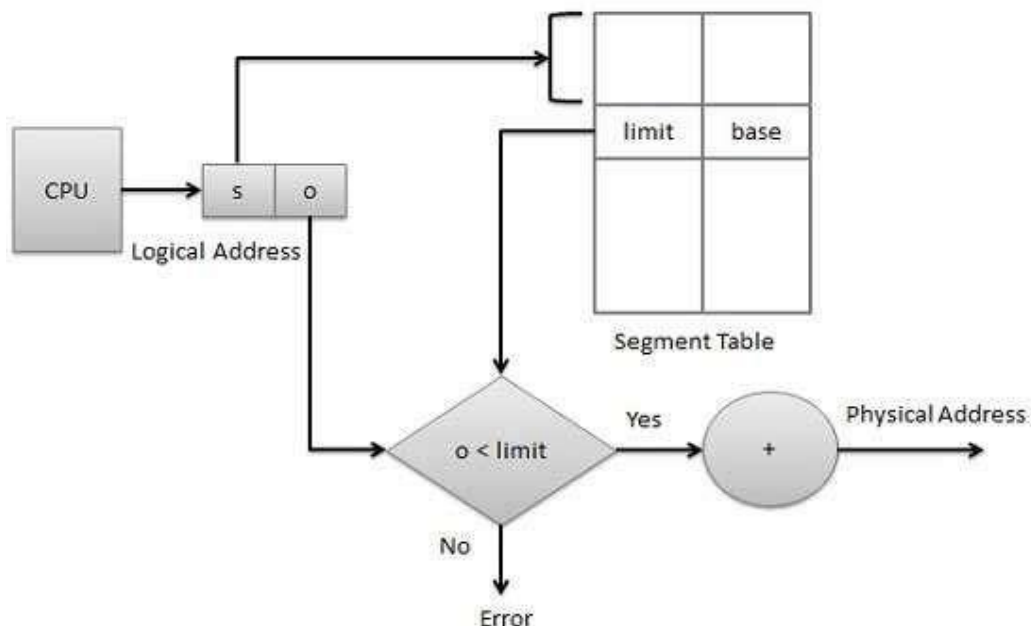 limit base
CPU
s o
Logical Address
Segment Table
o < limit
Yes
+
Physical Address
No
Error